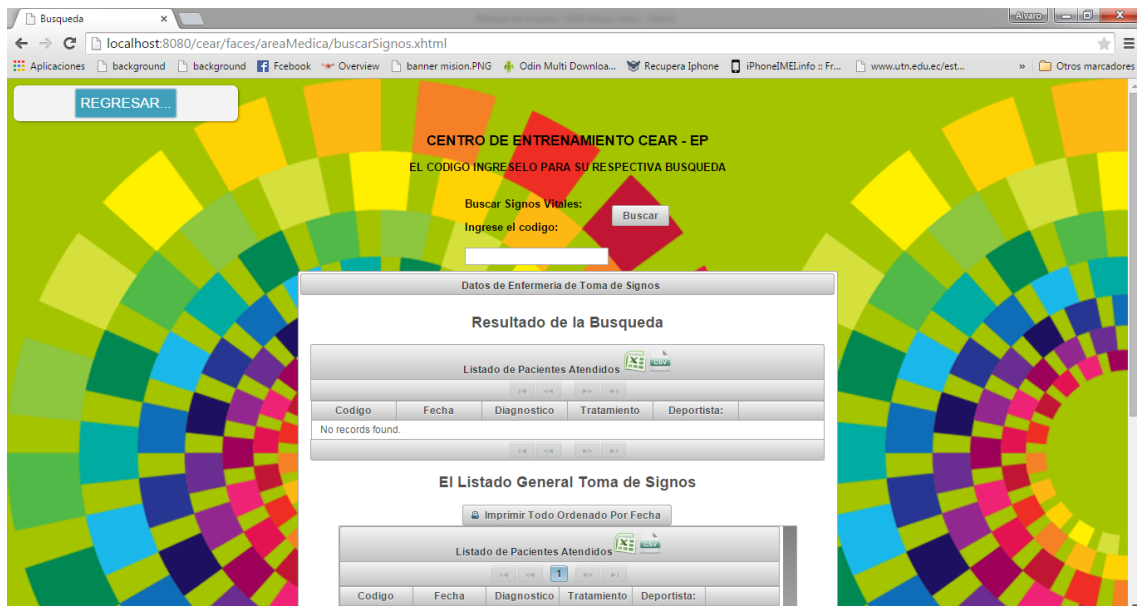 Busqueda
Alvaro
localhost:8080/cear/faces/areaMedica/buscarSignos.xhtml
Aplicaciones background background Fcebook Overview banner mision.PNG Odin Multi Downloa... Recupera Iphone iPhoneIMEI.info :: Fr... www.utn.edu.ec/est... » Otros marcadores
REGRESAR...
CENTRO DE ENTRENAMIENTO CEAR - EP
EL CODIGO INGRESELO PARA SU RESPECTIVA BUSQUEDA
Buscar Signos Vitales:
Buscar
Ingrese el codigo:
Datos de Enfermeria de Toma de Signos
Resultado de la Busqueda
Listado de Pacientes Atendidos CSV
Codigo Fecha Diagnostico Tratamiento Deportista:
No records found.
El Listado General Toma de Signos
Imprimir Todo Ordenado Por Fecha
Listado de Pacientes Atendidos CSV
1
Codigo Fecha Diagnostico Tratamiento Deportista: